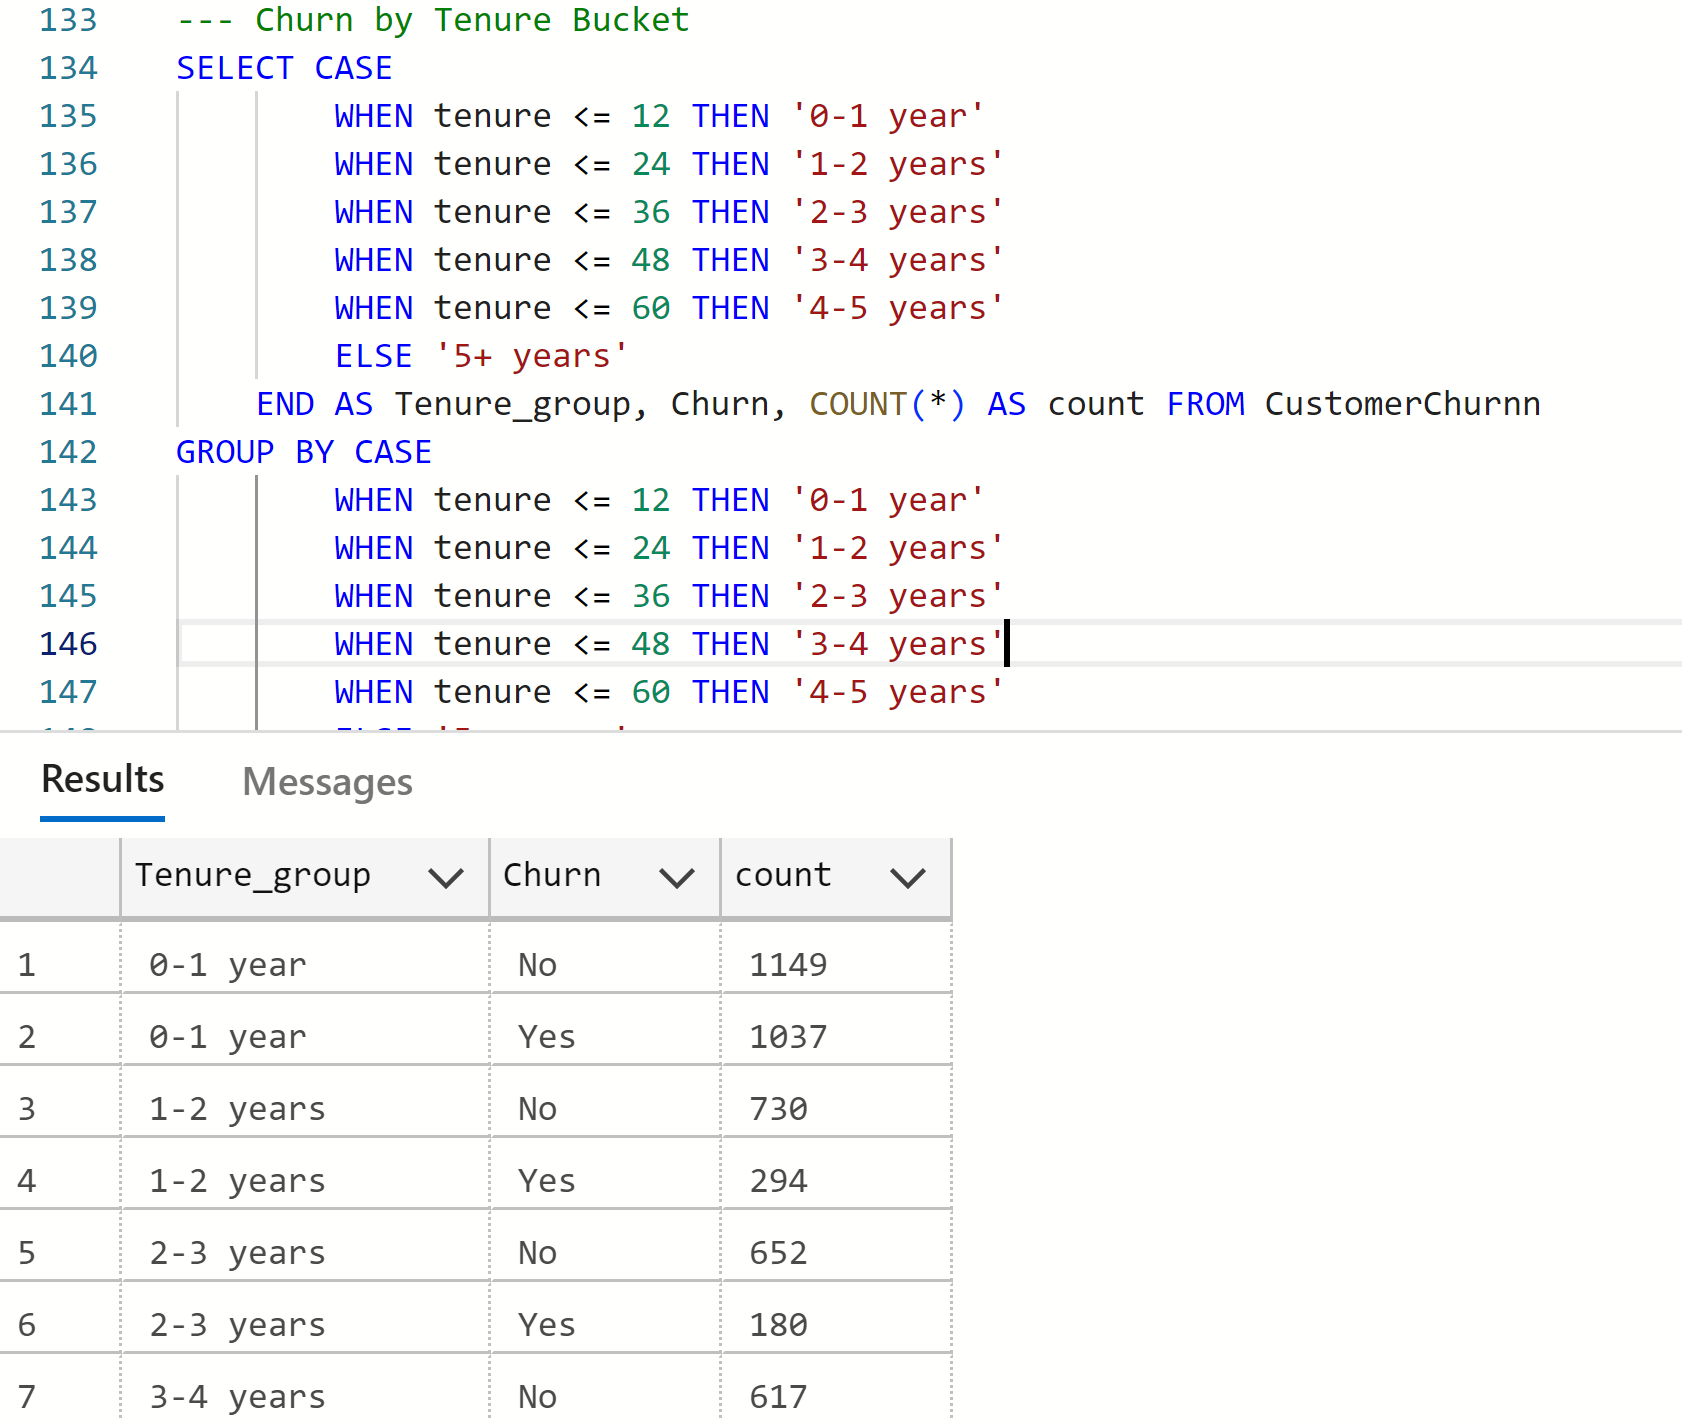 133 --- Churn by Tenure Bucket
134 SELECT CASE
135 WHEN tenure <= 12 THEN '0-1 year'
136 WHEN tenure <= 24 THEN '1-2 years'
137 WHEN tenure <= 36 THEN '2-3 years'
138 WHEN tenure <= 48 THEN '3-4 years'
139 WHEN tenure <= 60 THEN '4-5 years'
140 ELSE '5+ years'
141 END AS Tenure_group, Churn, COUNT(*) AS count FROM CustomerChurnn
142 GROUP BY CASE
143 WHEN tenure <= 12 THEN '0-1 year'
144 WHEN tenure <= 24 THEN '1-2 years'
145 WHEN tenure <= 36 THEN '2-3 years'
146 WHEN tenure <= 48 THEN '3-4 years'
147 WHEN tenure <= 60 THEN '4-5 years'
Results Messages
Tenure_group Churn count
1 0-1 year No 1149
2 0-1 year Yes 1037
3 1-2 years No 730
4 1-2 years Yes 294
5 2-3 years No 652
6 2-3 years Yes 180
7 3-4 years No 617